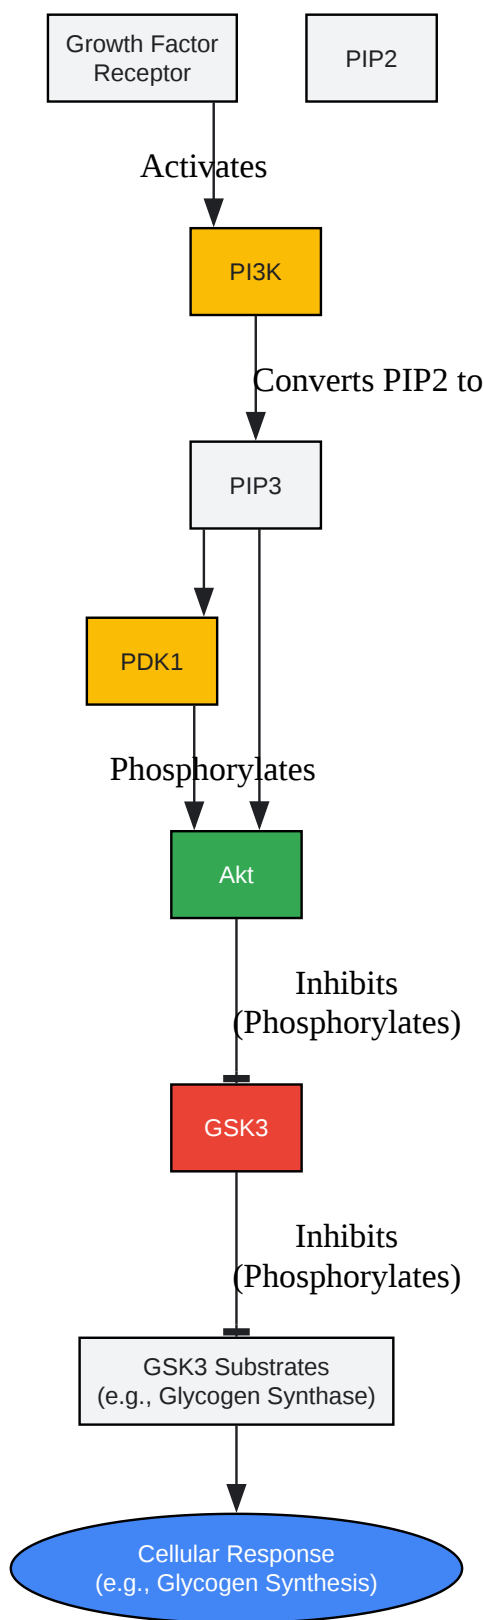 Growth Factor
Receptor
PIP2
Activates
PI3K
Converts PIP2 to
PIP3
PDK1
Phosphorylates
Akt
Inhibits
(Phosphorylates)
GSK3
Inhibits
(Phosphorylates)
GSK3 Substrates
(e.g., Glycogen Synthase)
Cellular Response
(e.g., Glycogen Synthesis)